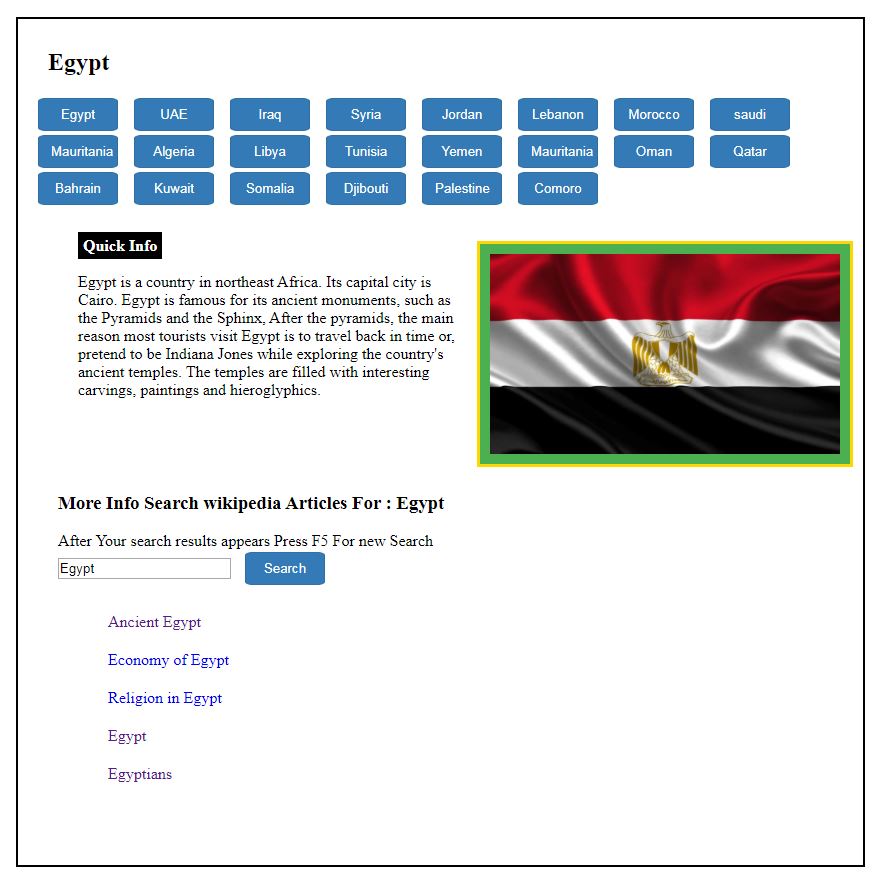 Egypt
Egypt UAE Iraq Syria Jordan Lebanon Morocco saudi
Mauritania Algeria Libya Tunisia Yemen Mauritania Oman Qatar
Bahrain Kuwait Somalia Djibouti Palestine Comoro
Quick Info
Egypt is a country in northeast Africa. Its capital city is
Cairo. Egypt is famous for its ancient monuments, such as
the Pyramids and the Sphinx, After the pyramids, the main
reason most tourists visit Egypt is to travel back in time or,
pretend to be Indiana Jones while exploring the country's
ancient temples. The temples are filled with interesting
carvings, paintings and hieroglyphics.
More Info Search wikipedia Articles For : Egypt
After Your search results appears Press F5 For new Search
Egypt Search
Ancient Egypt
Economy of Egypt
Religion in Egypt
Egypt
Egyptians